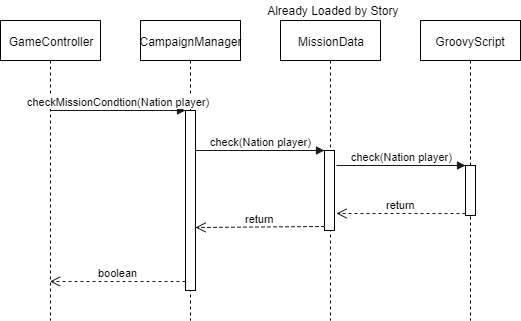 Already Loaded by Story
GameController
CampaignManager
MissionData
GroovyScript
checkMissionCondtion(Nation player)
check(Nation player)
check(Nation player)
return
return
boolean